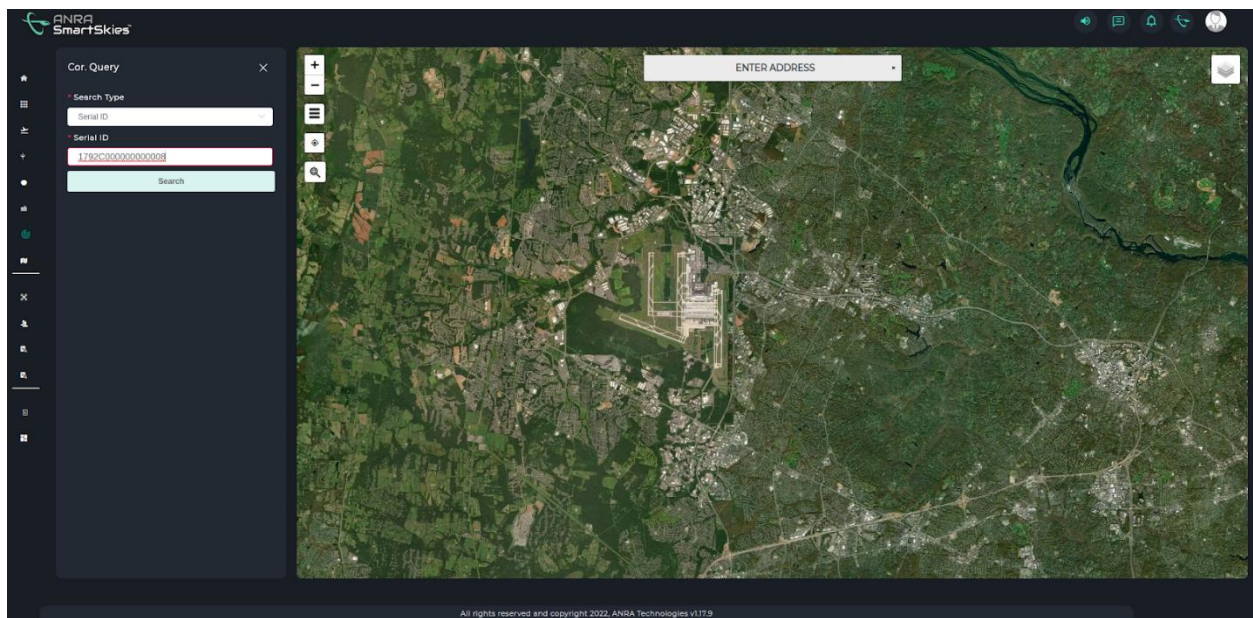 ANRA
SmartSkies™
Cor. Query
* Search Type
Serial ID
* Serial ID
1792C000000000008
Search
+
−
ENTER ADDRESS
All rights reserved and copyright 2022, ANRA Technologies v1.17.9